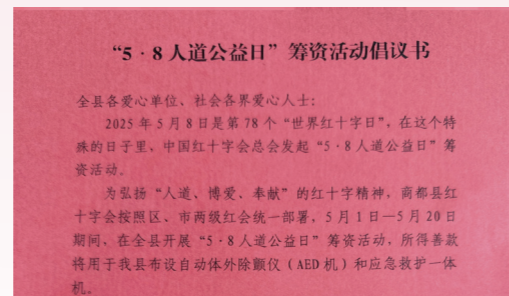 “5·8人道公益日”筹资活动倡议书
全县各爱心单位、社会各界爱心人士：
2025年5月8日是第78个“世界红十字日”，在这个特
殊的日子里，中国红十字会总会发起“5·8人道公益日”筹
资活动。
为弘扬“人道、博爱、奉献”的红十字精神，商都县红
十字会按照区、市两级红会统一部署，5月1日—5月20日
期间，在全县开展“5·8人道公益日”筹资活动，所得善款
将用于我县布设自动体外除颤仪（AED机）和应急救护一体
机。